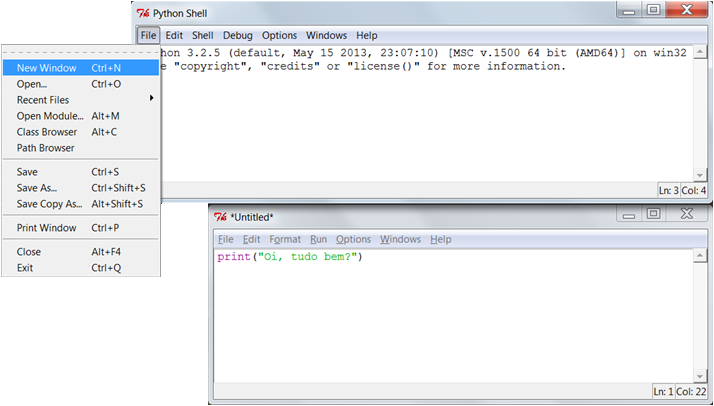 Python Shell
File Edit Shell Debug Options Windows Help
hon 3.2.5 (default, May 15 2013, 23:07:10) [MSC v.1500 64 bit (AMD64)] on win32
e "copyright", "credits" or "license()" for more information.
New Window Ctrl+N
Open... Ctrl+O
Recent Files
Open Module... Alt+M
Class Browser Alt+C
Path Browser
Save Ctrl+S
Save As... Ctrl+Shift+S
Save Copy As... Alt+Shift+S
Print Window Ctrl+P
Close Alt+F4
Exit Ctrl+Q
Ln: 3 Col: 4
*Untitled*
File Edit Format Run Options Windows Help
print("Oi, tudo bem?")
Ln: 1 Col: 22